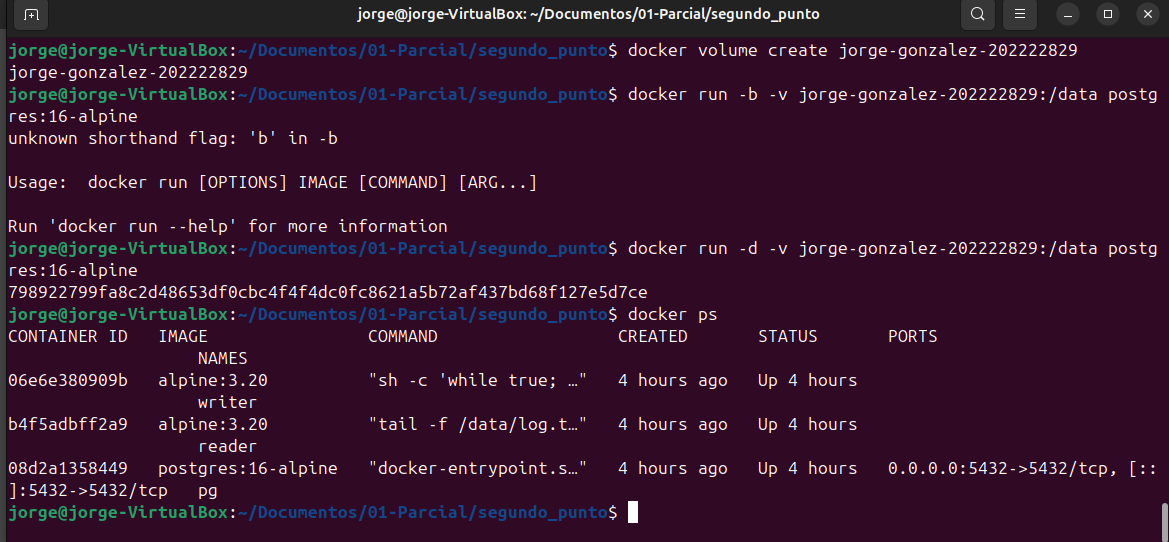 jorge@jorge-VirtualBox: ~/Documentos/01-Parcial/segundo_punto
jorge@jorge-VirtualBox:~/Documentos/01-Parcial/segundo_punto$ docker volume create jorge-gonzalez-202222829
jorge-gonzalez-202222829
jorge@jorge-VirtualBox:~/Documentos/01-Parcial/segundo_punto$ docker run -b -v jorge-gonzalez-202222829:/data postg
res:16-alpine
unknown shorthand flag: 'b' in -b
Usage:  docker run [OPTIONS] IMAGE [COMMAND] [ARG...]
Run 'docker run --help' for more information
jorge@jorge-VirtualBox:~/Documentos/01-Parcial/segundo_punto$ docker run -d -v jorge-gonzalez-202222829:/data postg
res:16-alpine
798922799fa8c2d48653df0cbc4f4f4dc0fc8621a5b72af437bd68f127e5d7ce
jorge@jorge-VirtualBox:~/Documentos/01-Parcial/segundo_punto$ docker ps
CONTAINER ID   IMAGE                COMMAND                  CREATED       STATUS       PORTS
NAMES
06e6e380909b   alpine:3.20          "sh -c 'while true; …"   4 hours ago   Up 4 hours
writer
b4f5adbff2a9   alpine:3.20          "tail -f /data/log.t…"   4 hours ago   Up 4 hours
reader
08d2a1358449   postgres:16-alpine   "docker-entrypoint.s…"   4 hours ago   Up 4 hours   0.0.0.0:5432->5432/tcp, [::
]:5432->5432/tcp   pg
jorge@jorge-VirtualBox:~/Documentos/01-Parcial/segundo_punto$